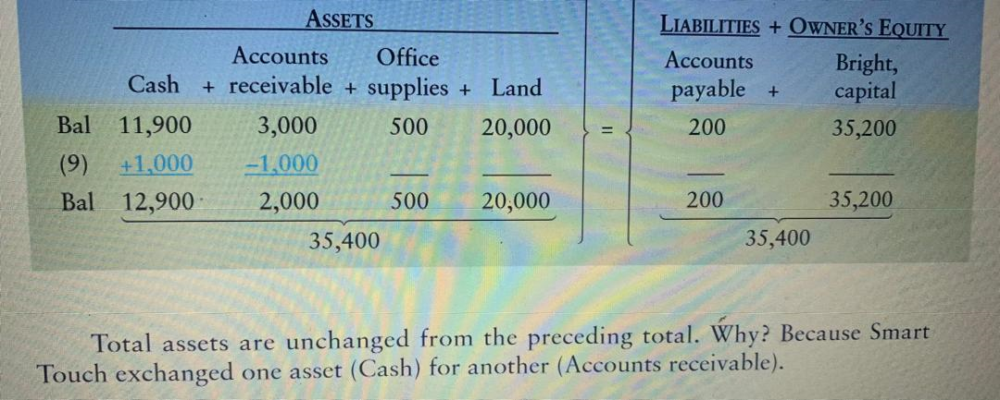 ASSETS
LIABILITIES + OWNER'S EQUITY
Accounts Office Accounts Bright,
Cash + receivable + supplies + Land payable + capital
Bal 11,900 3,000 500 20,000 = 200 35,200
(9) +1,000 −1,000
Bal 12,900 2,000 500 20,000 200 35,200
35,400 35,400
Total assets are unchanged from the preceding total. Why? Because Smart
Touch exchanged one asset (Cash) for another (Accounts receivable).